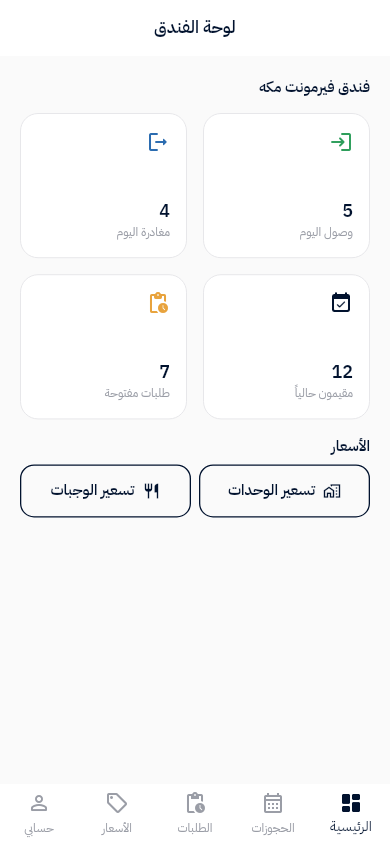 لوحة الفندق
فندق فيرمونت مكه
5
وصول اليوم
4
مغادرة اليوم
12
مقيمون حالياً
7
طلبات مفتوحة
الأسعار
تسعير الوحدات
تسعير الوجبات
الرئيسية
الحجوزات
الطلبات
الأسعار
حسابي